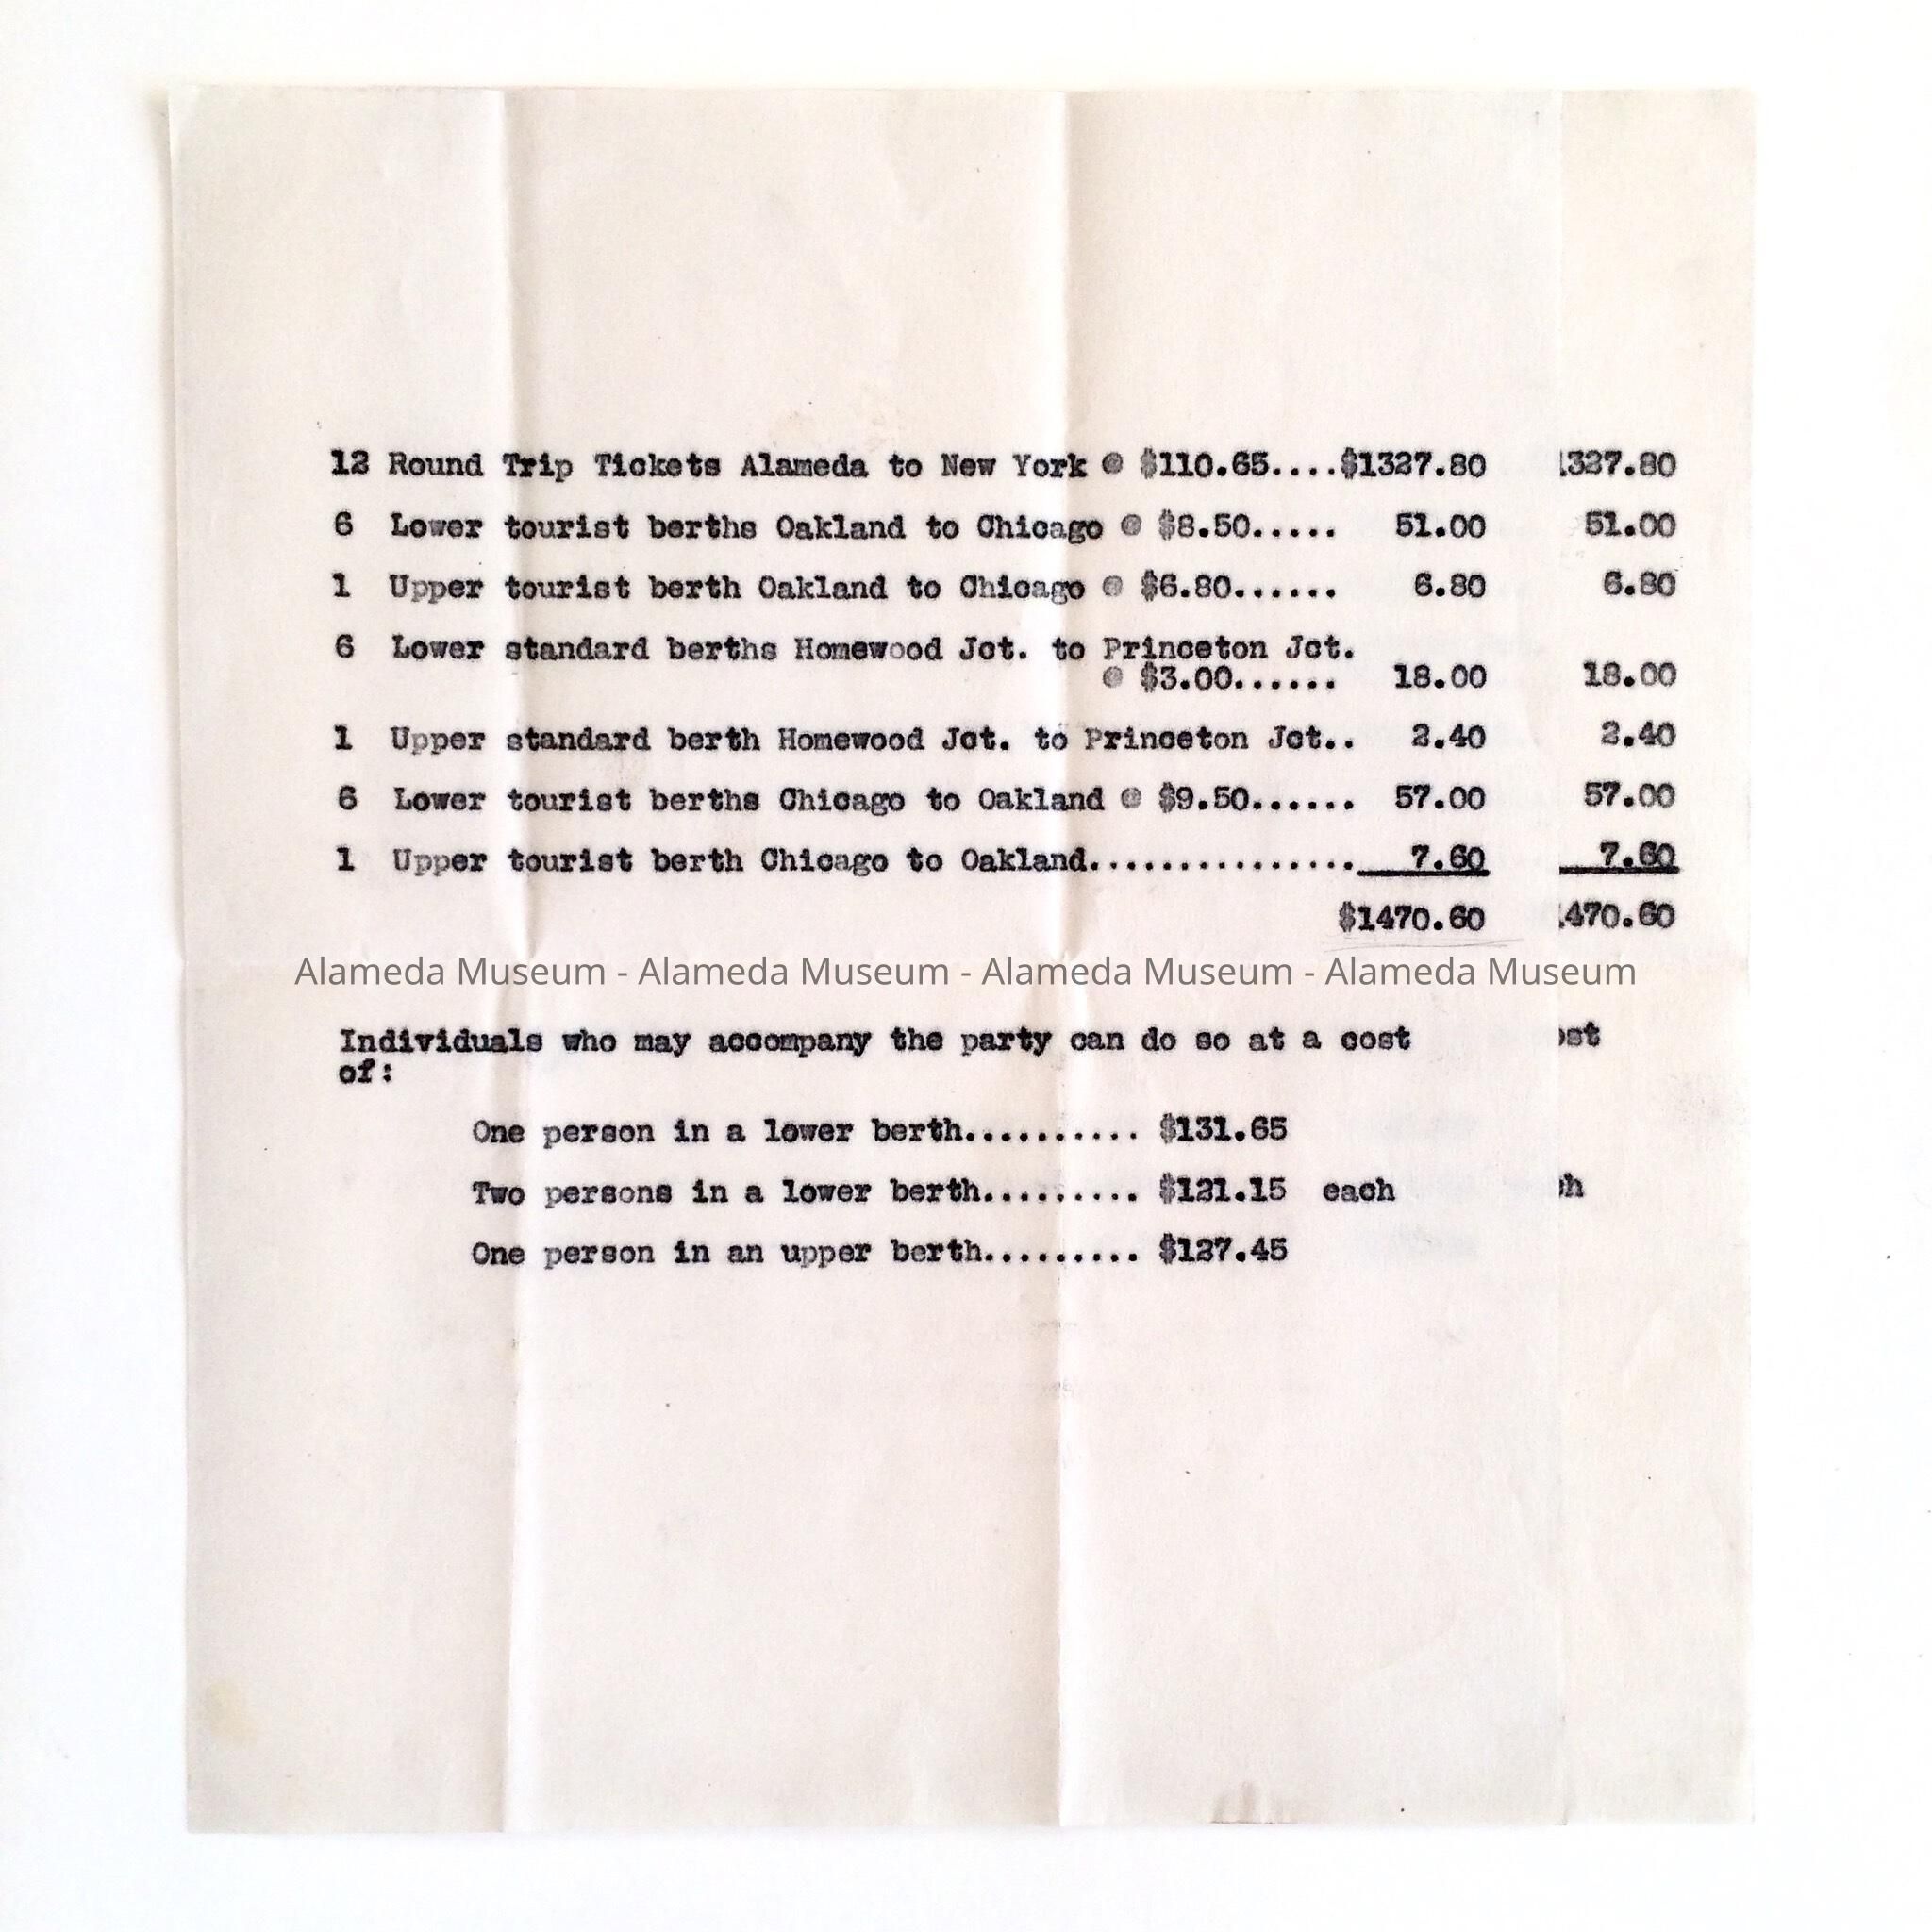 12 Round Trip Tickets Alameda to New York @ $110.65....$1327.80 1327.80
6 Lower tourist berths Oakland to Chicago @ $8.50..... 51.00 51.00
1 Upper tourist berth Oakland to Chicago @ $6.80...... 6.80 6.80
6 Lower standard berths Homewood Jct. to Princeton Jct.
@ $3.00...... 18.00 18.00
1 Upper standard berth Homewood Jct. to Princeton Jct.. 2.40 2.40
6 Lower tourist berths Chicago to Oakland @ $9.50...... 57.00 57.00
1 Upper tourist berth Chicago to Oakland............... 7.60 7.60
$1470.60 1470.60
Alameda Museum - Alameda Museum - Alameda Museum - Alameda Museum
Individuals who may accompany the party can do so at a cost ost
of:
One person in a lower berth.......... $131.65
Two persons in a lower berth......... $121.15 each h
One person in an upper berth......... $127.45